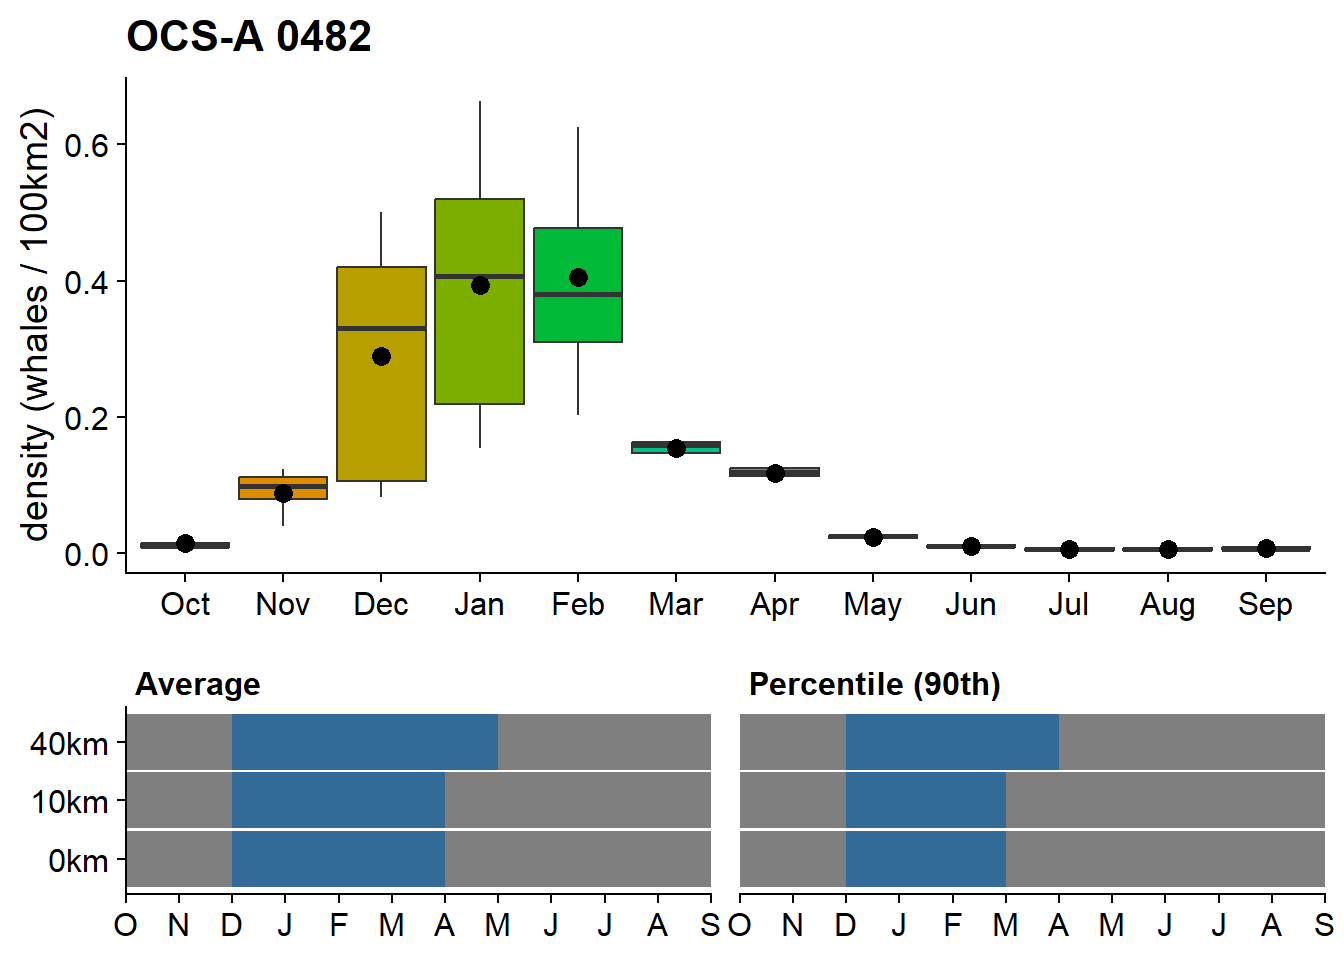 OCS-A 0482
density (whales / 100km2)
0.6
0.4
0.2
0.0
Oct Nov Dec Jan Feb Mar Apr May Jun Jul Aug Sep
Average Percentile (90th)
40km
10km
0km
O N D J F M A M J J A S O N D J F M A M J J A S